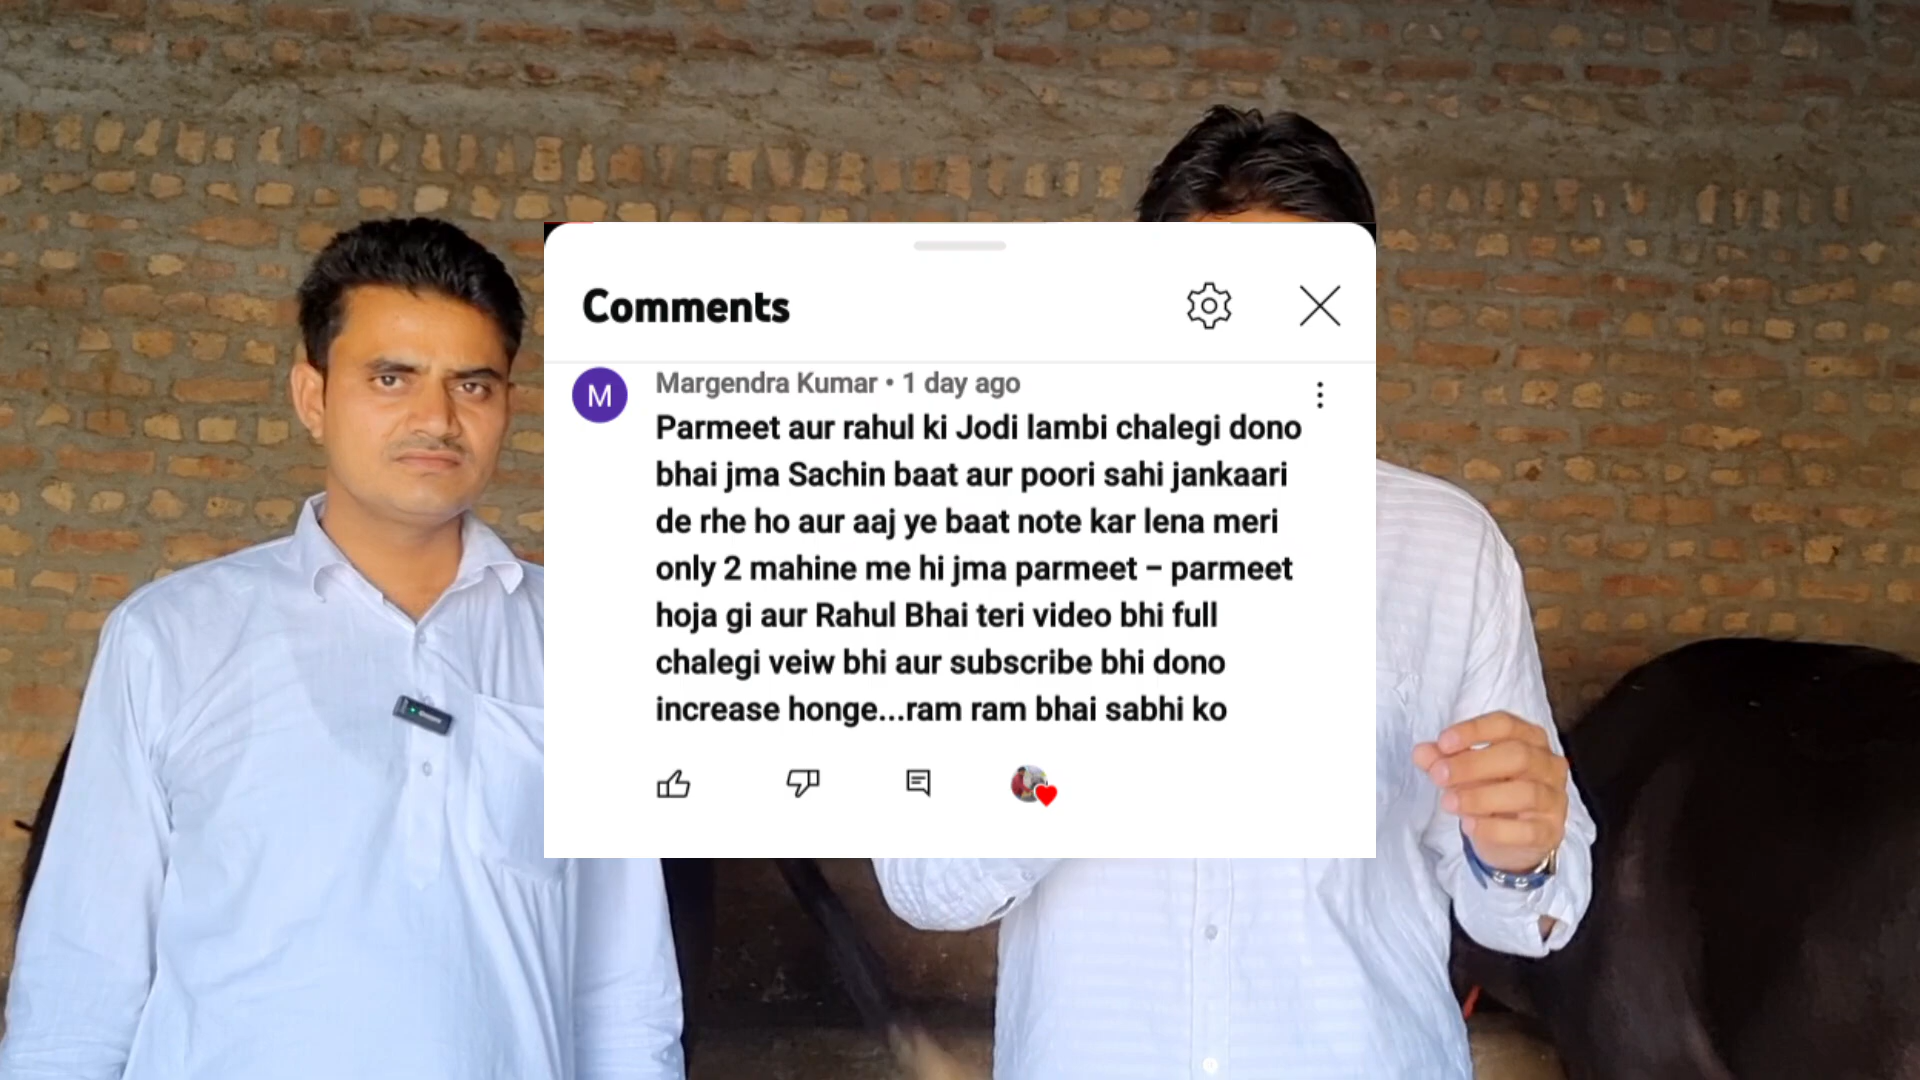 Comments
M
Margendra Kumar • 1 day ago
Parmeet aur rahul ki Jodi lambi chalegi dono
bhai jma Sachin baat aur poori sahi jankaari
de rhe ho aur aaj ye baat note kar lena meri
only 2 mahine me hi jma parmeet – parmeet
hoja gi aur Rahul Bhai teri video bhi full
chalegi veiw bhi aur subscribe bhi dono
increase honge...ram ram bhai sabhi ko